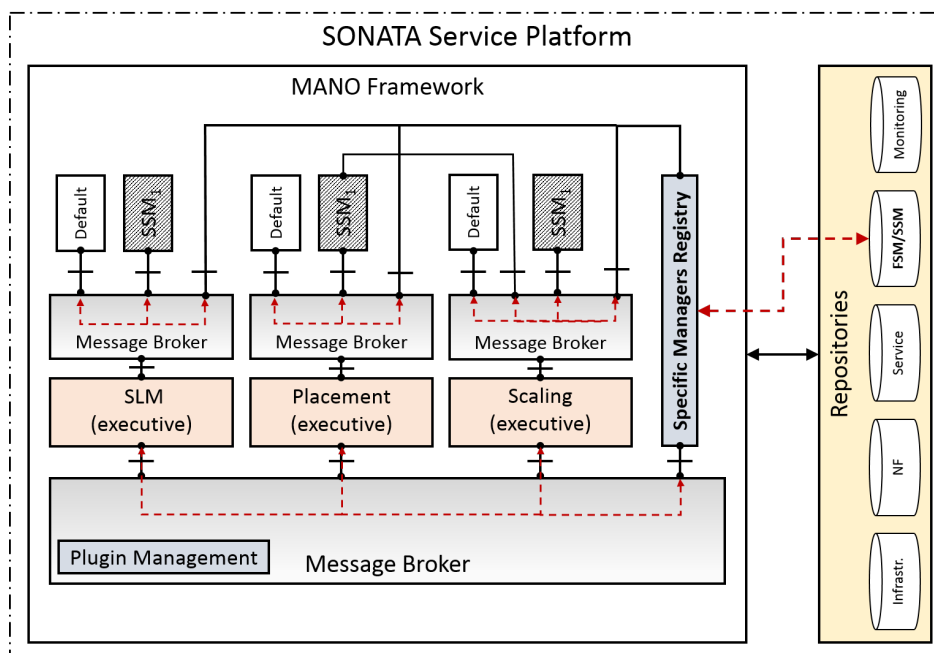 SONATA Service Platform
MANO Framework
Default
SSM₁
Default
SSM₁
Default
SSM₁
Specific Managers Registry
Message Broker
Message Broker
Message Broker
SLM
(executive)
Placement
(executive)
Scaling
(executive)
Plugin Management
Message Broker
Repositories
Monitoring
FSM/SSM
Service
NF
Infrastr.